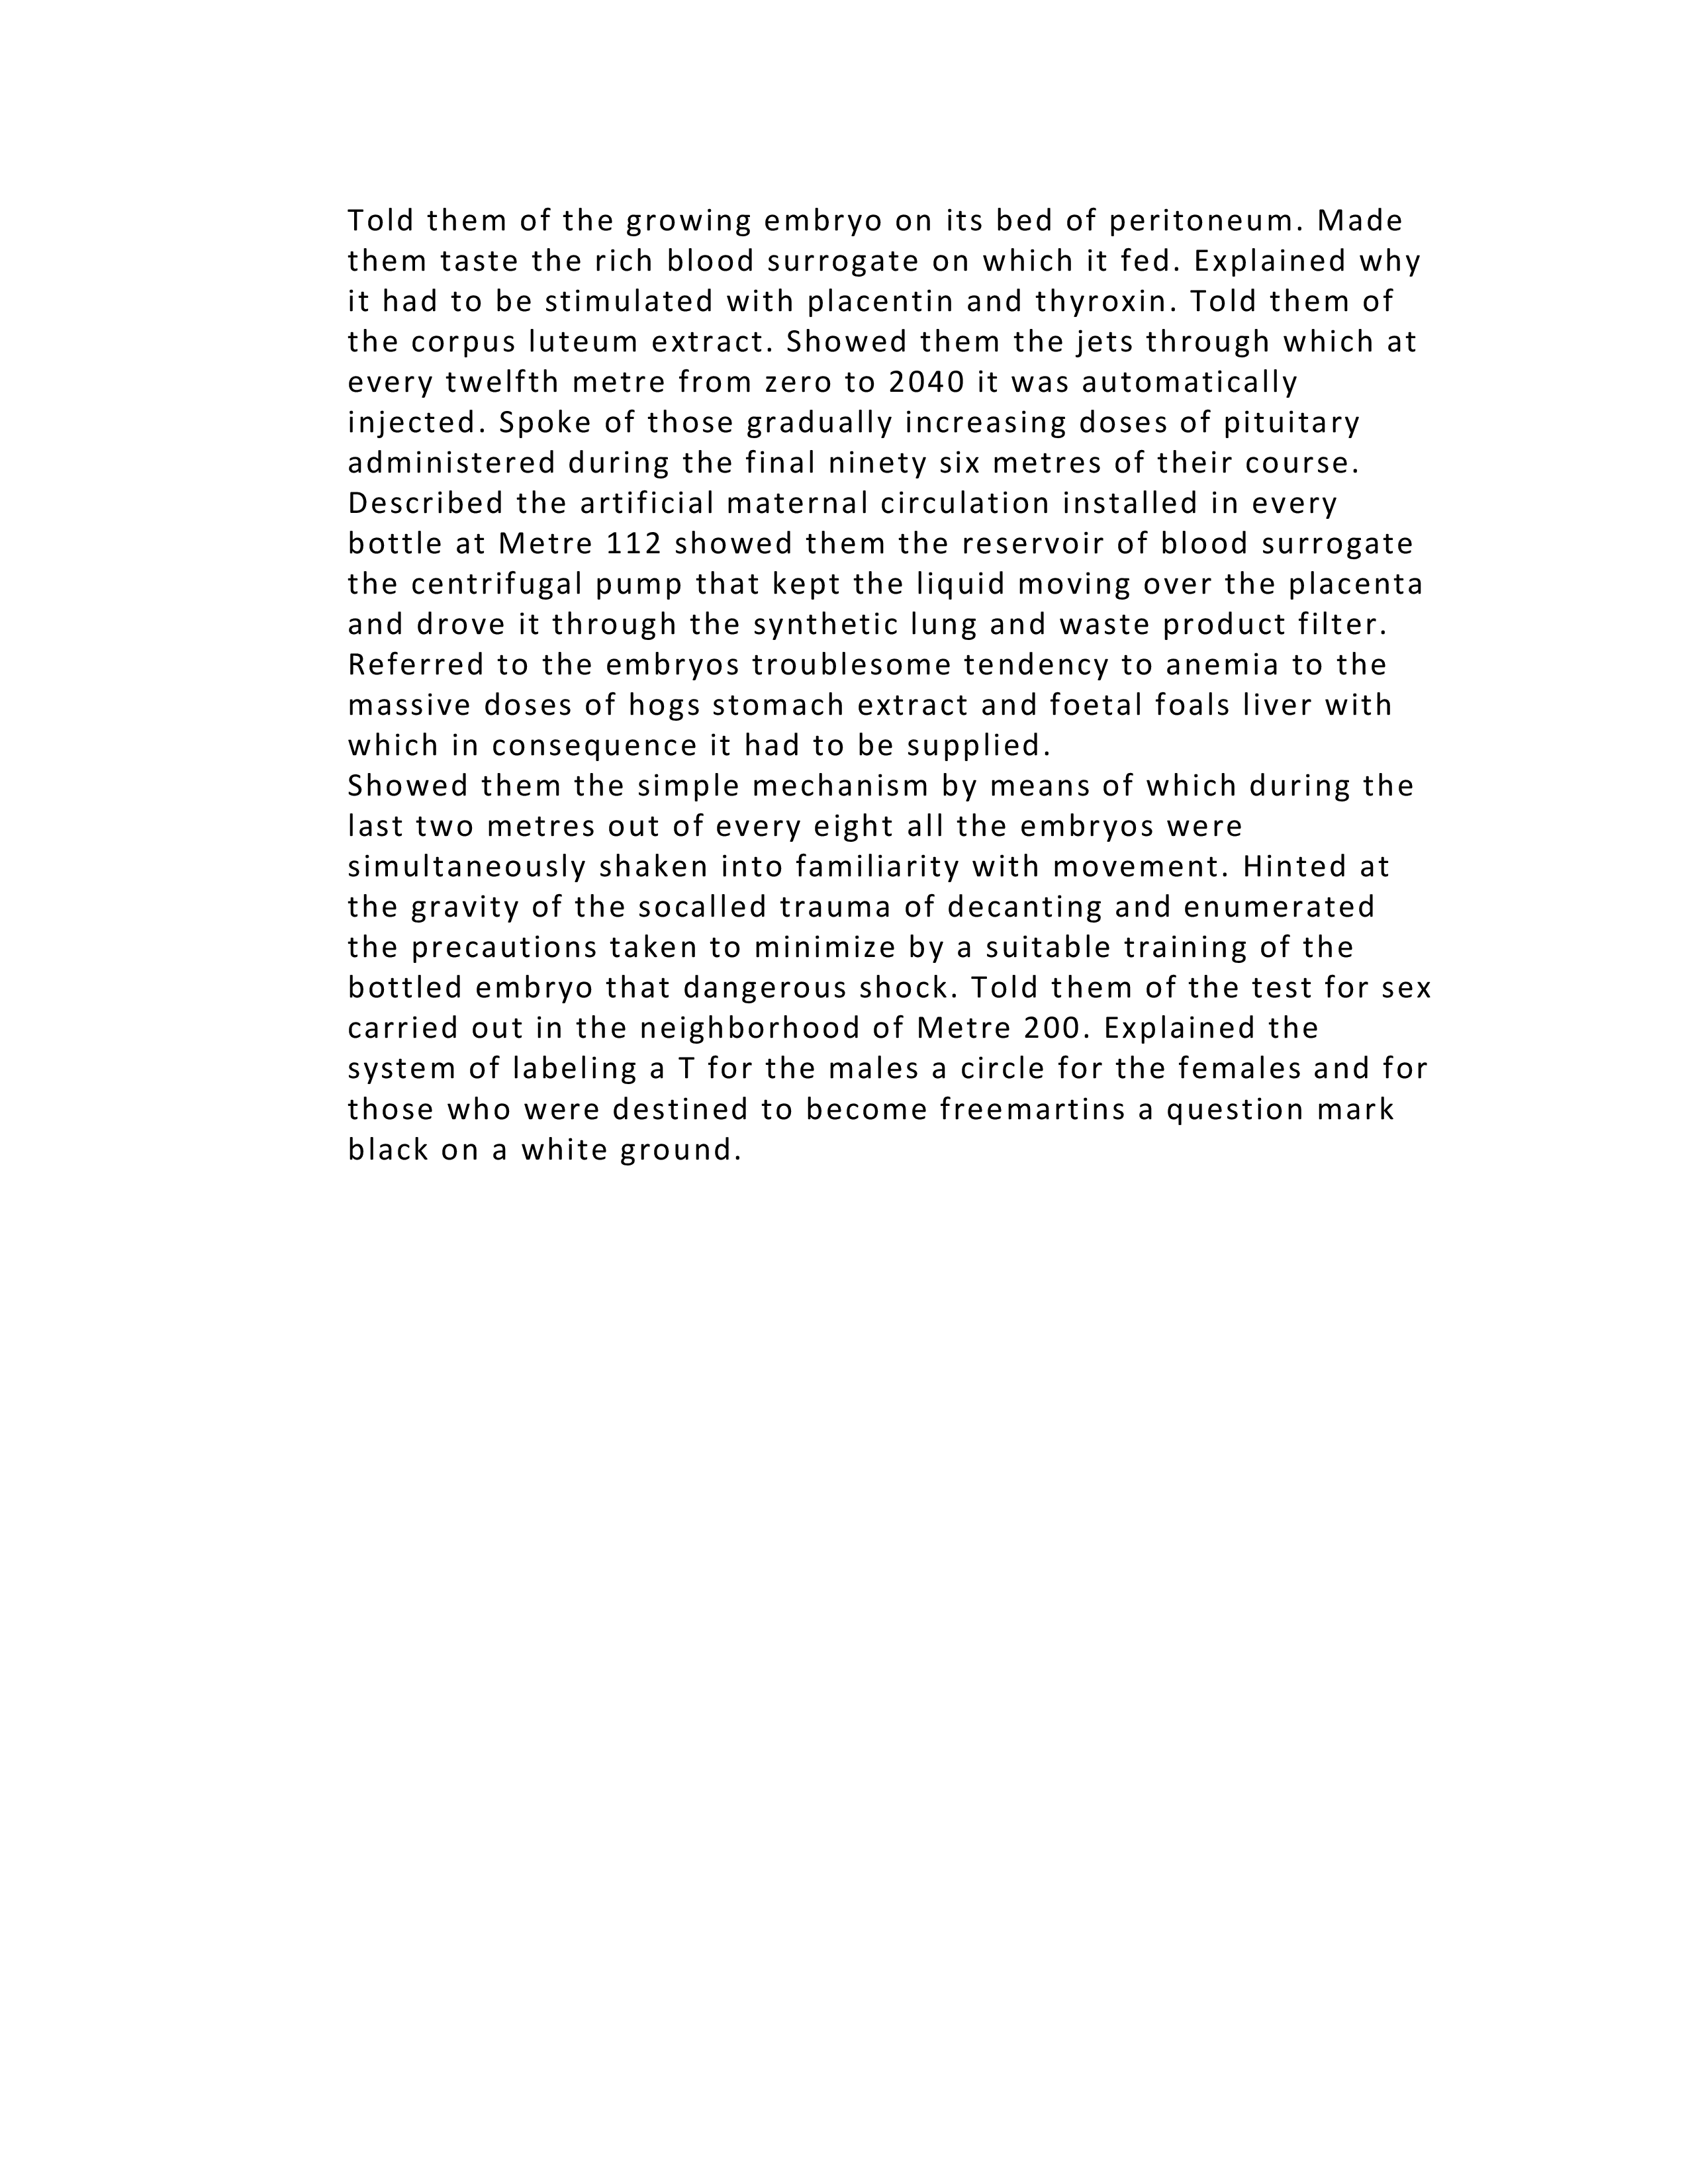 Told them of the growing embryo on its bed of peritoneum. Made
them taste the rich blood surrogate on which it fed. Explained why
it had to be stimulated with placentin and thyroxin. Told them of
the corpus luteum extract. Showed them the jets through which at
every twelfth metre from zero to 2040 it was automatically
injected. Spoke of those gradually increasing doses of pituitary
administered during the final ninety six metres of their course.
Described the artificial maternal circulation installed in every
bottle at Metre 112 showed them the reservoir of blood surrogate
the centrifugal pump that kept the liquid moving over the placenta
and drove it through the synthetic lung and waste product filter.
Referred to the embryos troublesome tendency to anemia to the
massive doses of hogs stomach extract and foetal foals liver with
which in consequence it had to be supplied.
Showed them the simple mechanism by means of which during the
last two metres out of every eight all the embryos were
simultaneously shaken into familiarity with movement. Hinted at
the gravity of the socalled trauma of decanting and enumerated
the precautions taken to minimize by a suitable training of the
bottled embryo that dangerous shock. Told them of the test for sex
carried out in the neighborhood of Metre 200. Explained the
system of labeling a T for the males a circle for the females and for
those who were destined to become freemartins a question mark
black on a white ground.